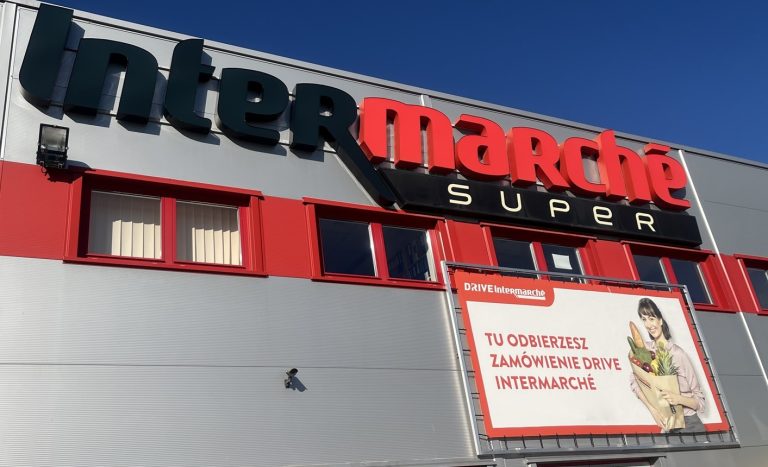 Intermarché
SUPER
DRIVE Intermarché
TU ODBIERZESZ
ZAMÓWIENIE DRIVE
INTERMARCHÉ